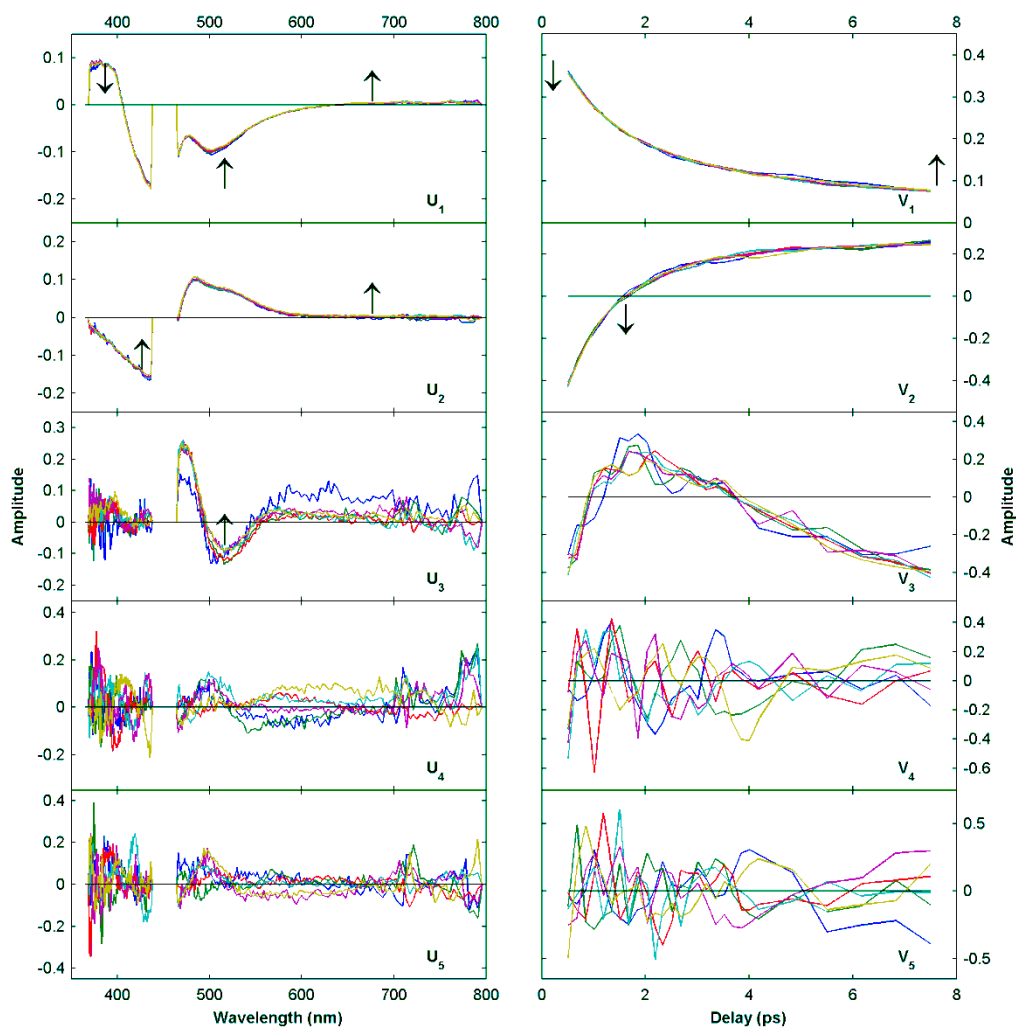 400 500 600 700 800 0 2 4 6 8
0.1 0.4
0 0.3
-0.1 0.2
-0.2 0.1
U1 V1 0
0.1 0.2
0 0
-0.1 -0.2
-0.2 -0.4
U2 V2
0.3 0.4
0.2 0.2
0.1 0
0 -0.2
-0.1 -0.4
-0.2
U3 V3
Amplitude Amplitude
0.4 0.4
0.2 0.2
0 0
-0.2 -0.2
-0.4
-0.6
U4 V4
0.4 0.5
0.2 0
0 -0.5
-0.2
-0.4
U5 V5
400 500 600 700 800 0 2 4 6 8
Wavelength (nm) Delay (ps)